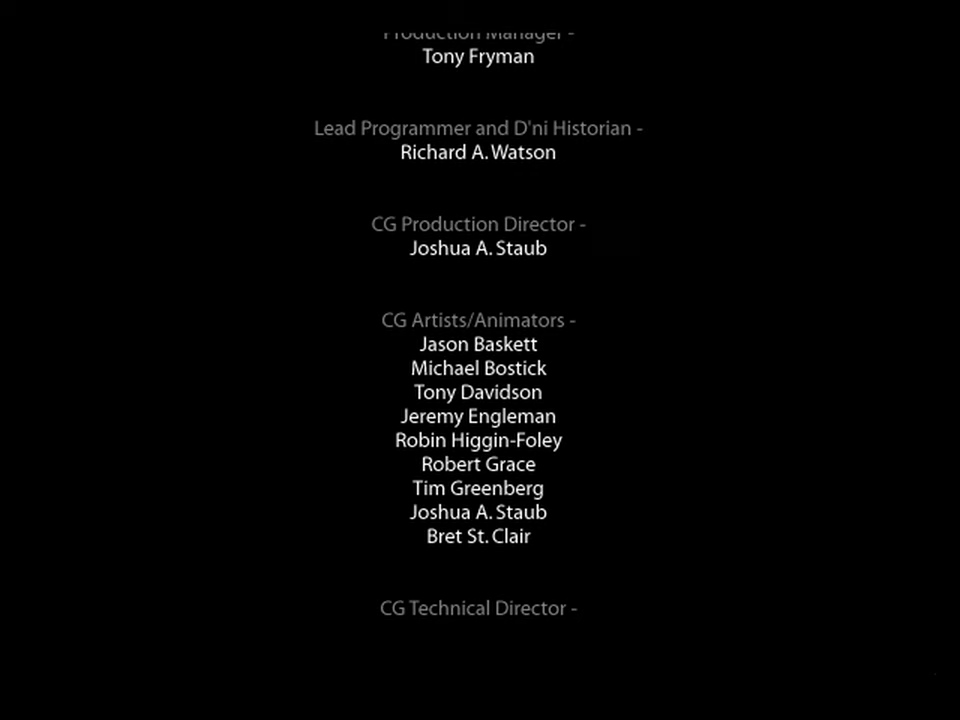 Production Manager -
Tony Fryman
Lead Programmer and D'ni Historian -
Richard A. Watson
CG Production Director -
Joshua A. Staub
CG Artists/Animators -
Jason Baskett
Michael Bostick
Tony Davidson
Jeremy Engleman
Robin Higgin-Foley
Robert Grace
Tim Greenberg
Joshua A. Staub
Bret St. Clair
CG Technical Director -